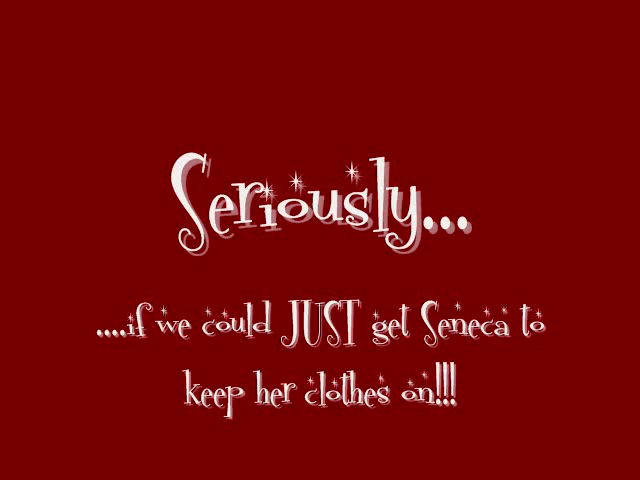 Seriously...
....if we could JUST get Seneca to
keep her clothes on!!!